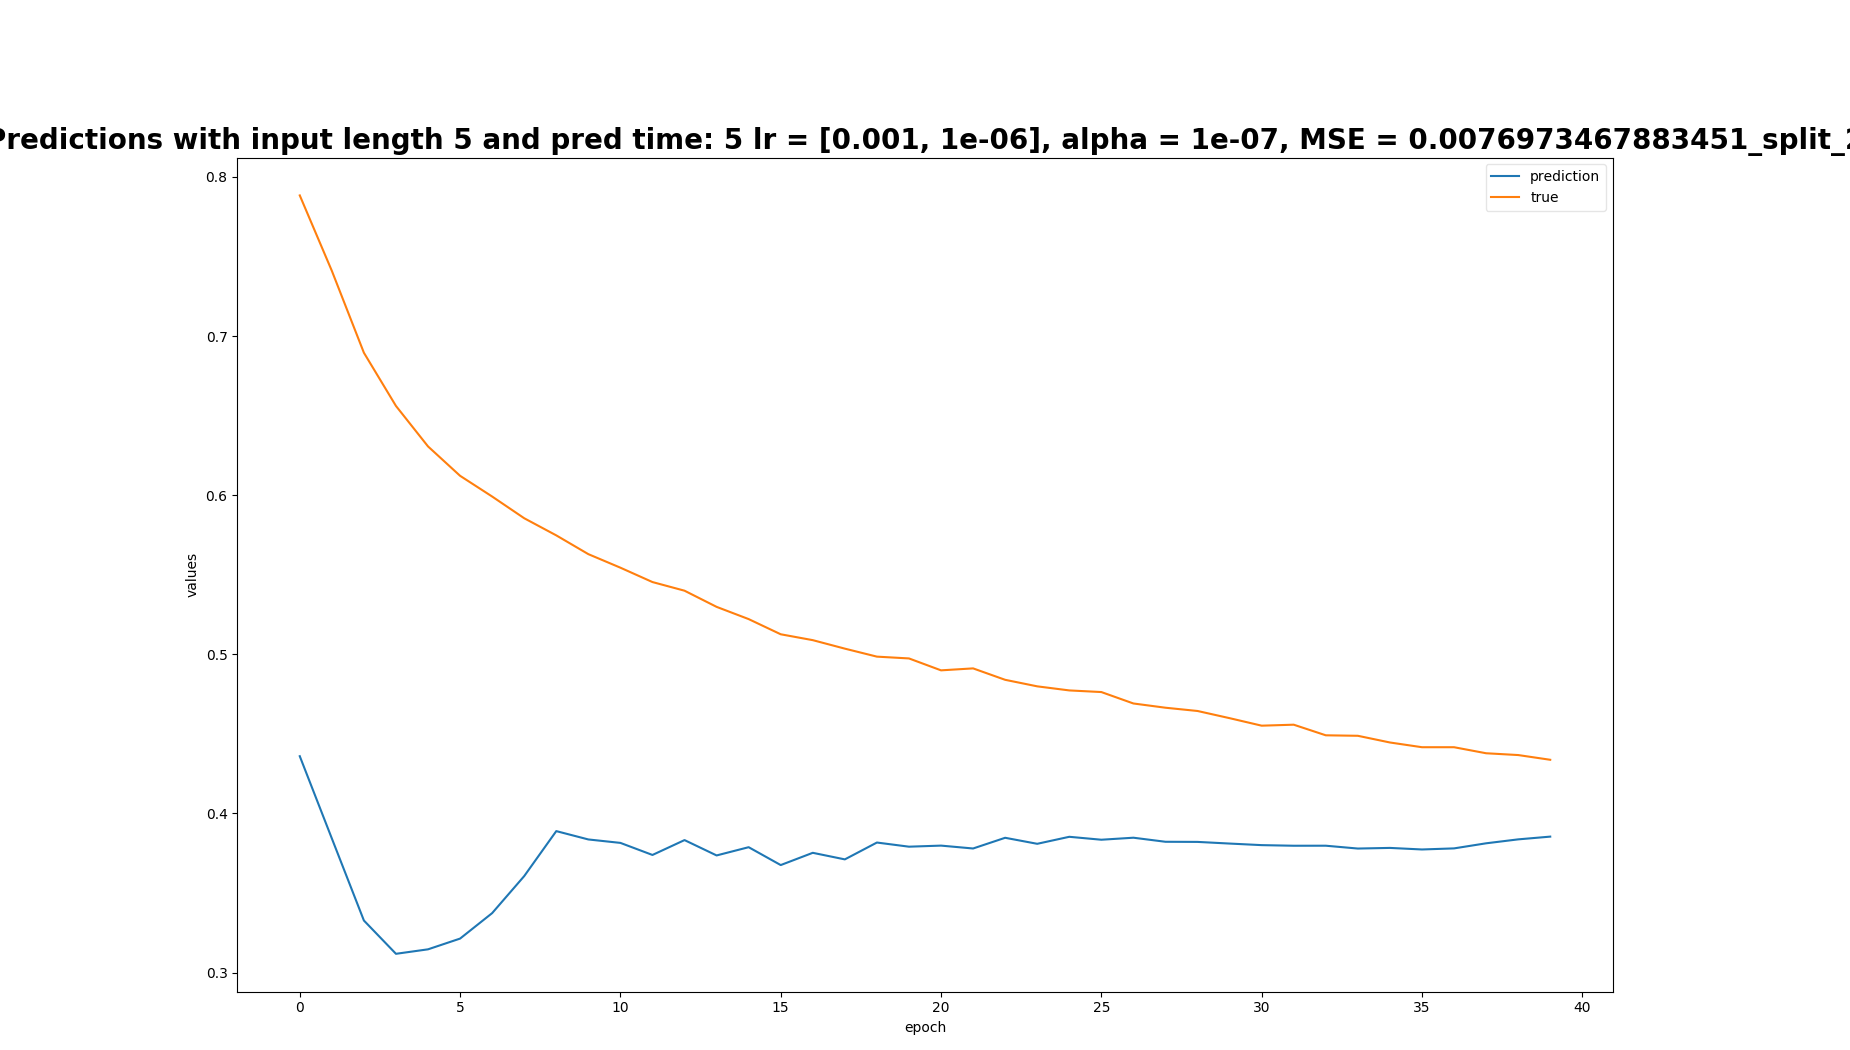 Predictions with input length 5 and pred time: 5 lr = [0.001, 1e-06], alpha = 1e-07, MSE = 0.0076973467883451_split_2
prediction
true
0.8
0.7
0.6
0.5
0.4
0.3
values
0 5 10 15 20 25 30 35 40
epoch